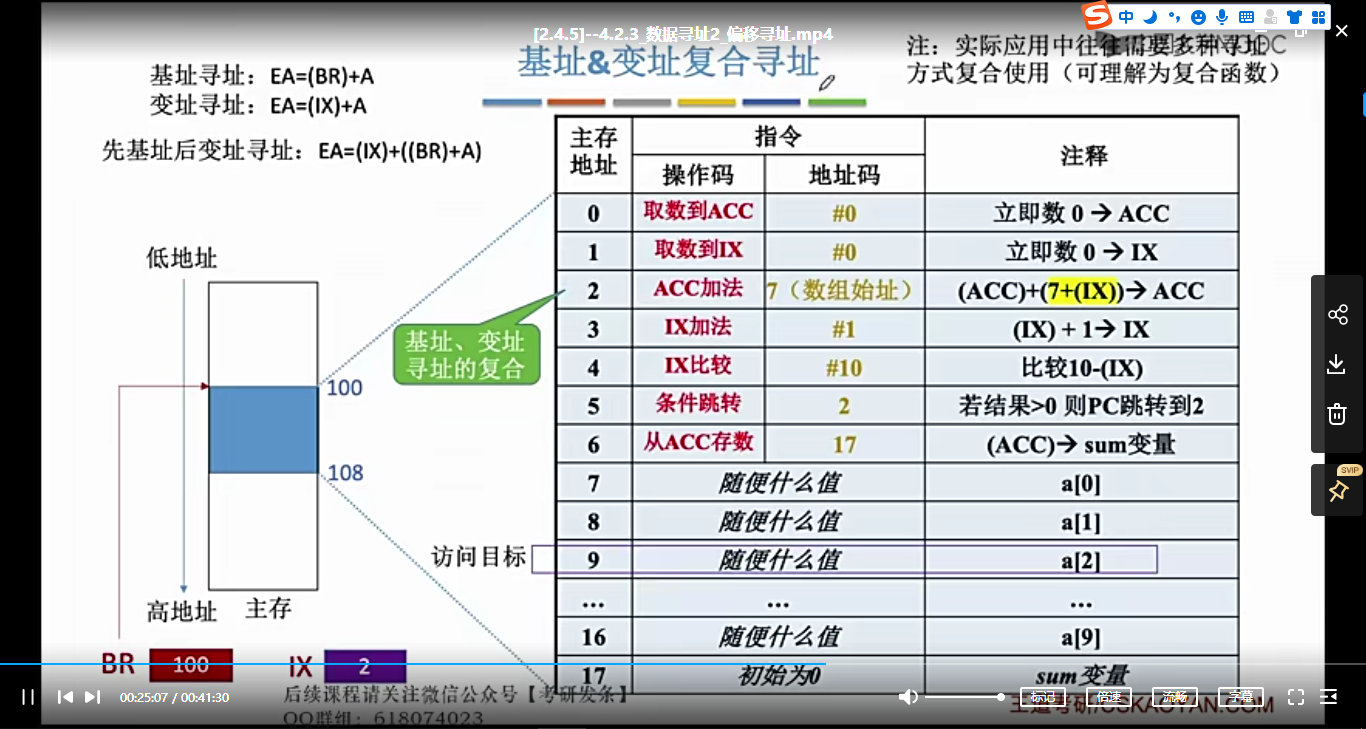 [2.4.5]--4.2.3_数据寻址2_偏移寻址.mp4
中
基址&变址复合寻址
注：实际应用中往往需要多种寻址
方式复合使用（可理解为复合函数）
基址寻址：EA=(BR)+A
变址寻址：EA=(IX)+A
先基址后变址寻址：EA=(IX)+((BR)+A)
主存地址 指令 注释
操作码 地址码
0 取数到ACC #0 立即数 0 → ACC
1 取数到IX #0 立即数 0 → IX
2 ACC加法 7（数组始址） (ACC)+(7+(IX))→ ACC
3 IX加法 #1 (IX) + 1→ IX
4 IX比较 #10 比较10-(IX)
5 条件跳转 2 若结果>0 则PC跳转到2
6 从ACC存数 17 (ACC)→ sum变量
7 随便什么值 a[0]
8 随便什么值 a[1]
9 随便什么值 a[2]
... ... ...
16 随便什么值 a[9]
17 初始为0 sum变量
基址、变址
寻址的复合
访问目标
低地址
100
108
高地址
主存
BR 100 IX 2
SVIP
00:25:07 / 00:41:30
后续课程请关注微信公众号【考研发条】
QQ群组：618074023
标记 倍速 流畅 字幕
王道考研/CSKAOYAN.COM